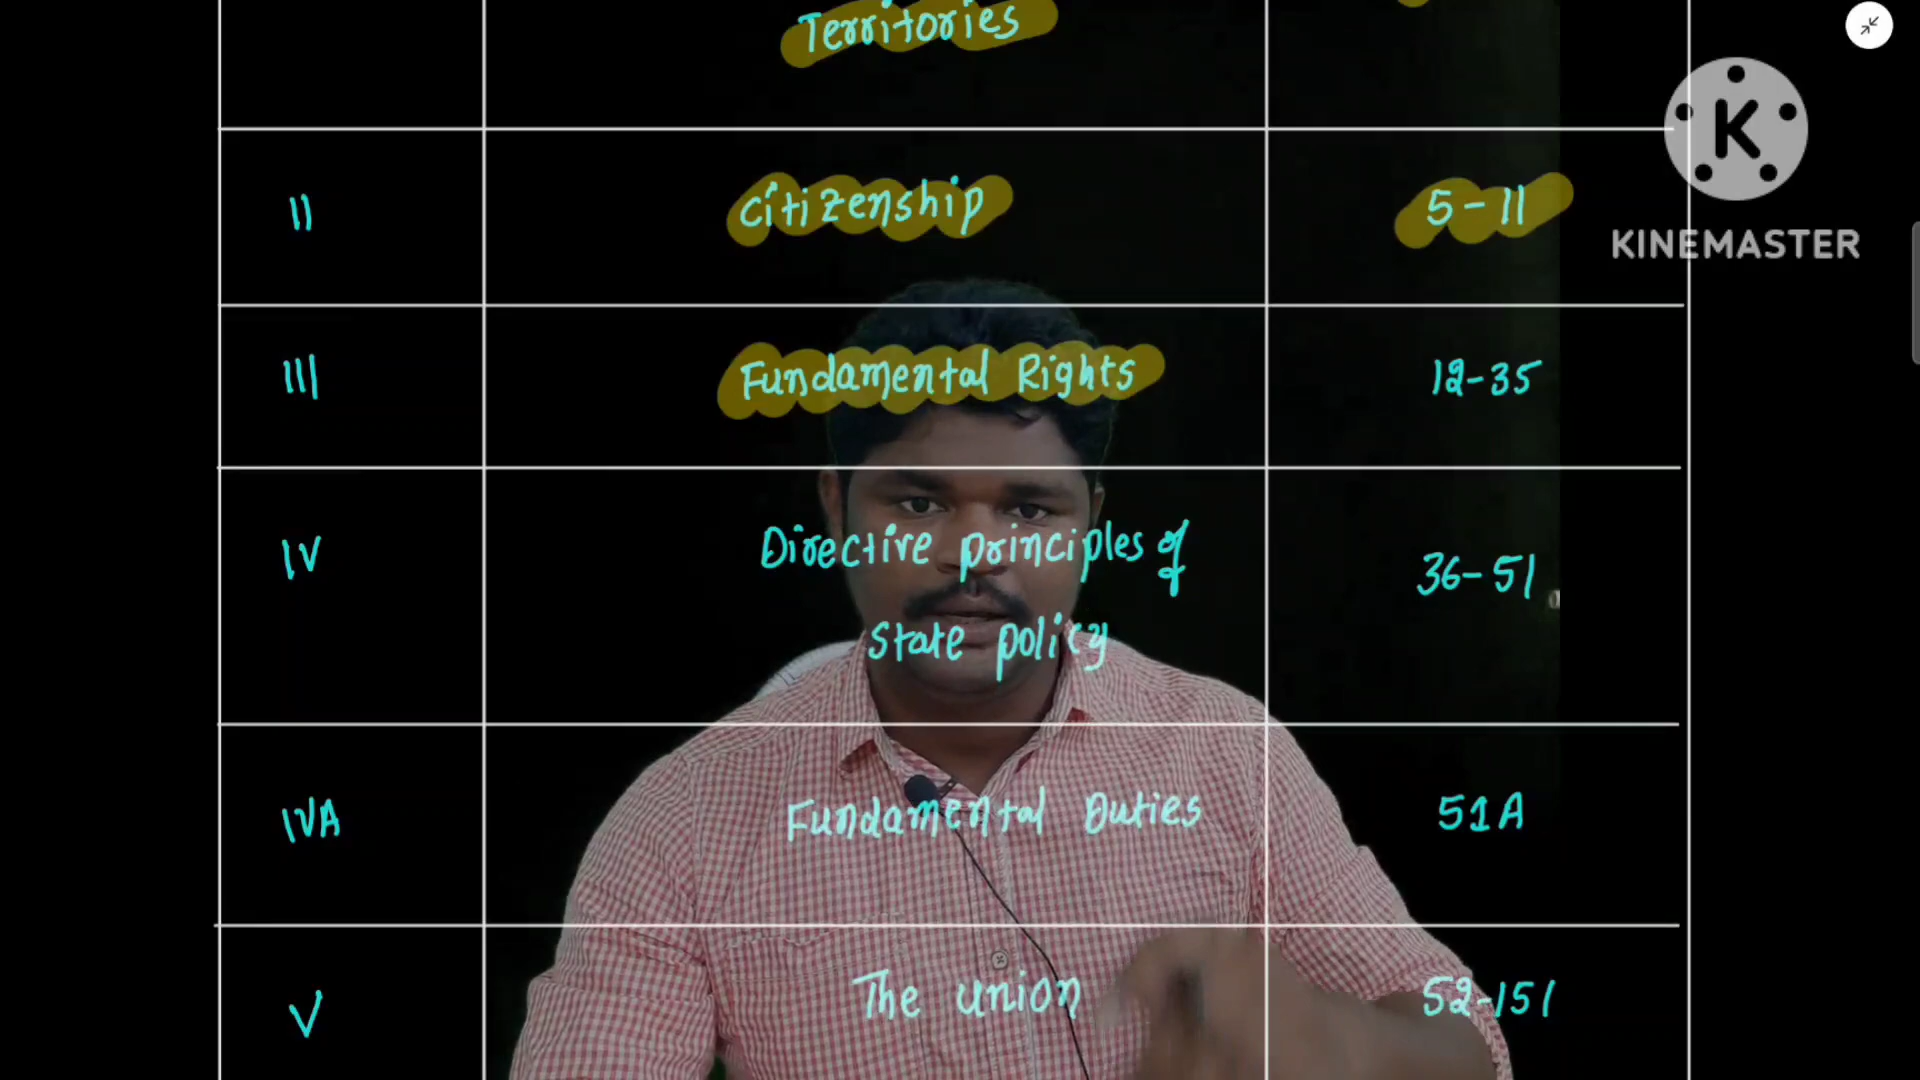 Territories
II Citizenship 5-11
III Fundamental Rights 12-35
IV Directive principles of 36-51
state policy
IVA Fundamental Duties 51A
V The union 52-151
K
KINEMASTER